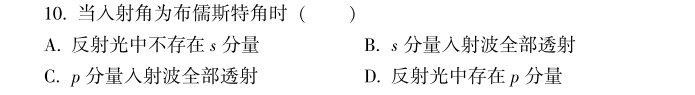 10. 当入射角为布儒斯特角时（　　）
A. 反射光中不存在 s 分量　　B. s 分量入射波全部透射
C. p 分量入射波全部透射　　D. 反射光中存在 p 分量